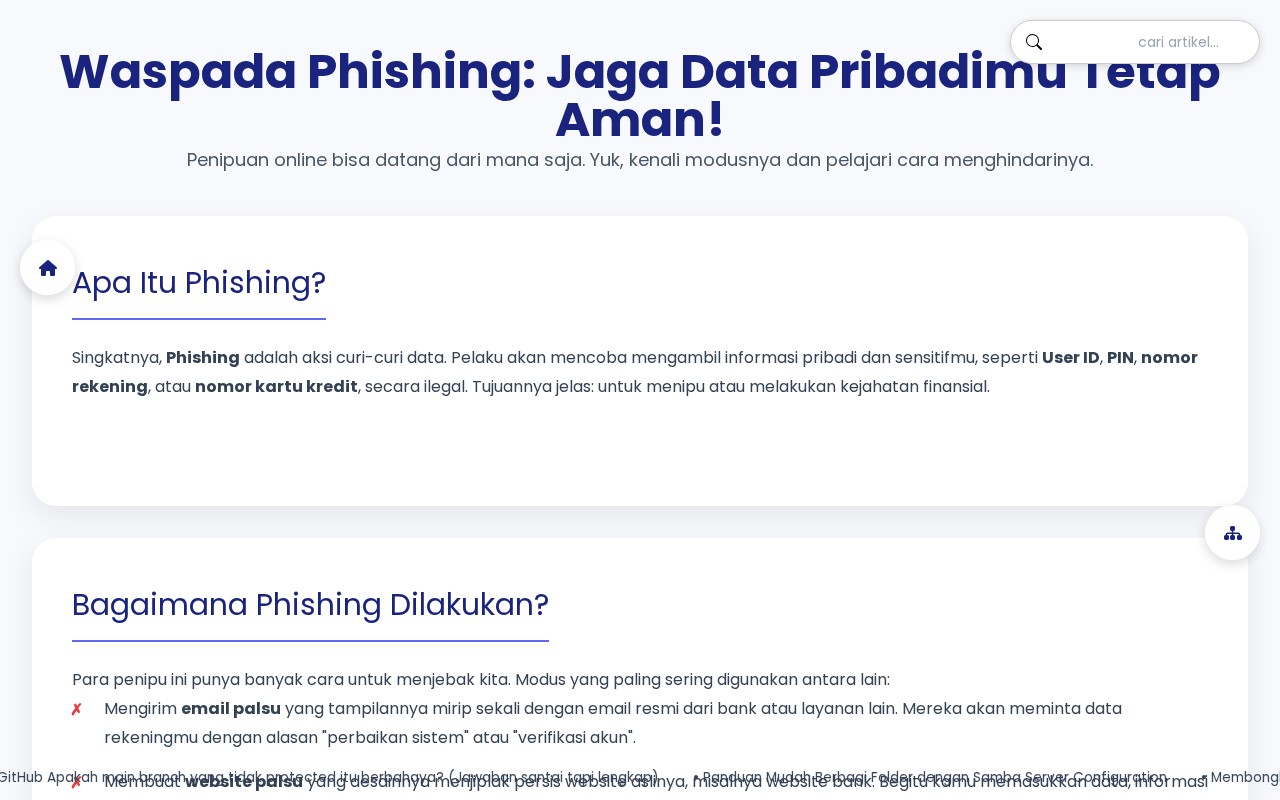 cari artikel...
Waspada Phishing: Jaga Data Pribadimu Tetap
Aman!
Penipuan online bisa datang dari mana saja. Yuk, kenali modusnya dan pelajari cara menghindarinya.
Apa Itu Phishing?
Singkatnya, Phishing adalah aksi curi-curi data. Pelaku akan mencoba mengambil informasi pribadi dan sensitifmu, seperti User ID, PIN, nomor
rekening, atau nomor kartu kredit, secara ilegal. Tujuannya jelas: untuk menipu atau melakukan kejahatan finansial.
Bagaimana Phishing Dilakukan?
Para penipu ini punya banyak cara untuk menjebak kita. Modus yang paling sering digunakan antara lain:
✗ Mengirim email palsu yang tampilannya mirip sekali dengan email resmi dari bank atau layanan lain. Mereka akan meminta data
rekeningmu dengan alasan "perbaikan sistem" atau "verifikasi akun".
GitHub Apakah main branch yang tidak protected itu berbahaya? (Jawaban santai tapi lengkap) • Panduan Mudah Berbagi Folder dengan Samba Server Configuration • Membong
✗ Membuat website palsu yang desainnya menjiplak persis website aslinya, misalnya website bank. Begitu kamu memasukkan data, informasi